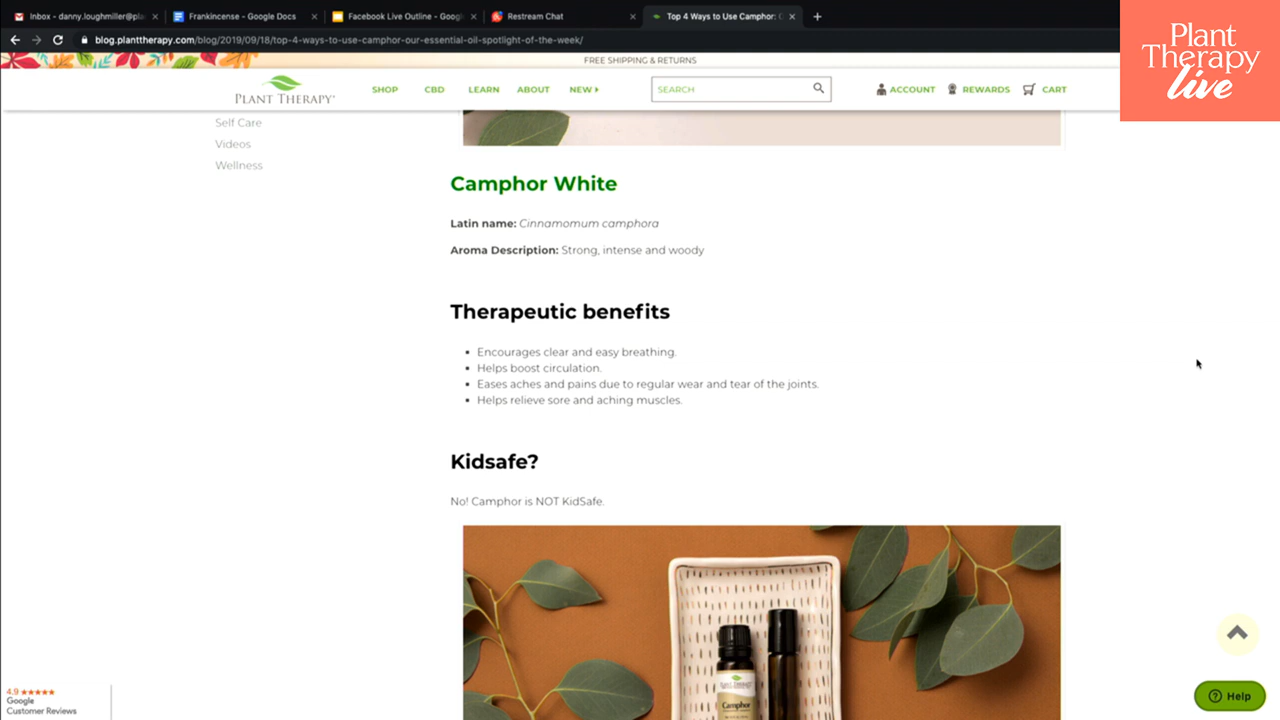 Inbox - danny.loughmiller@pla
Frankincense - Google Docs
Facebook Live Outline - Googl
Restream Chat
Top 4 Ways to Use Camphor:
blog.planttherapy.com/blog/2019/09/18/top-4-ways-to-use-camphor-our-essential-oil-spotlight-of-the-week/
Plant
Therapy
live
FREE SHIPPING & RETURNS
PLANT THERAPY
SHOP
CBD
LEARN
ABOUT
NEW
SEARCH
ACCOUNT
REWARDS
CART
Self Care
Videos
Wellness
Camphor White
Latin name: Cinnamomum camphora
Aroma Description: Strong, intense and woody
Therapeutic benefits
Encourages clear and easy breathing.
Helps boost circulation.
Eases aches and pains due to regular wear and tear of the joints.
Helps relieve sore and aching muscles.
Kidsafe?
No! Camphor is NOT KidSafe.
PLANT THERAPY
Camphor
4.9
Google
Customer Reviews
Help